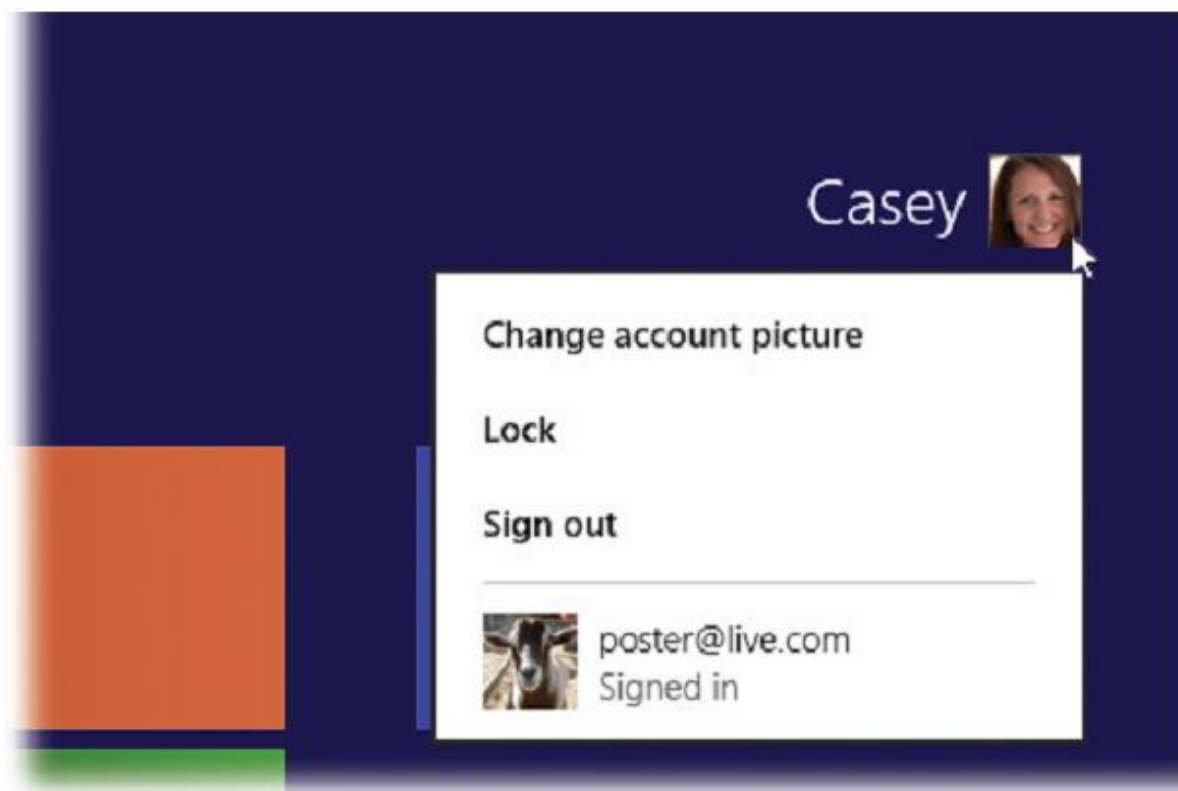 Casey
Change account picture
Lock
Sign out
poster@live.com
Signed in